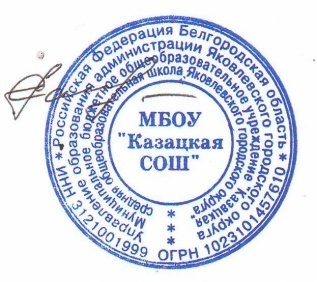 * Российская Федерация Белгородская область *
Управление образования администрации Яковлевского городского округа
ИНН 3121001999 * ОГРН 1023101457610
Муниципальное бюджетное общеобразовательное учреждение "Казацкая
средняя общеобразовательная школа Яковлевского городского округа"
МБОУ
"Казацкая
СОШ"
* * *